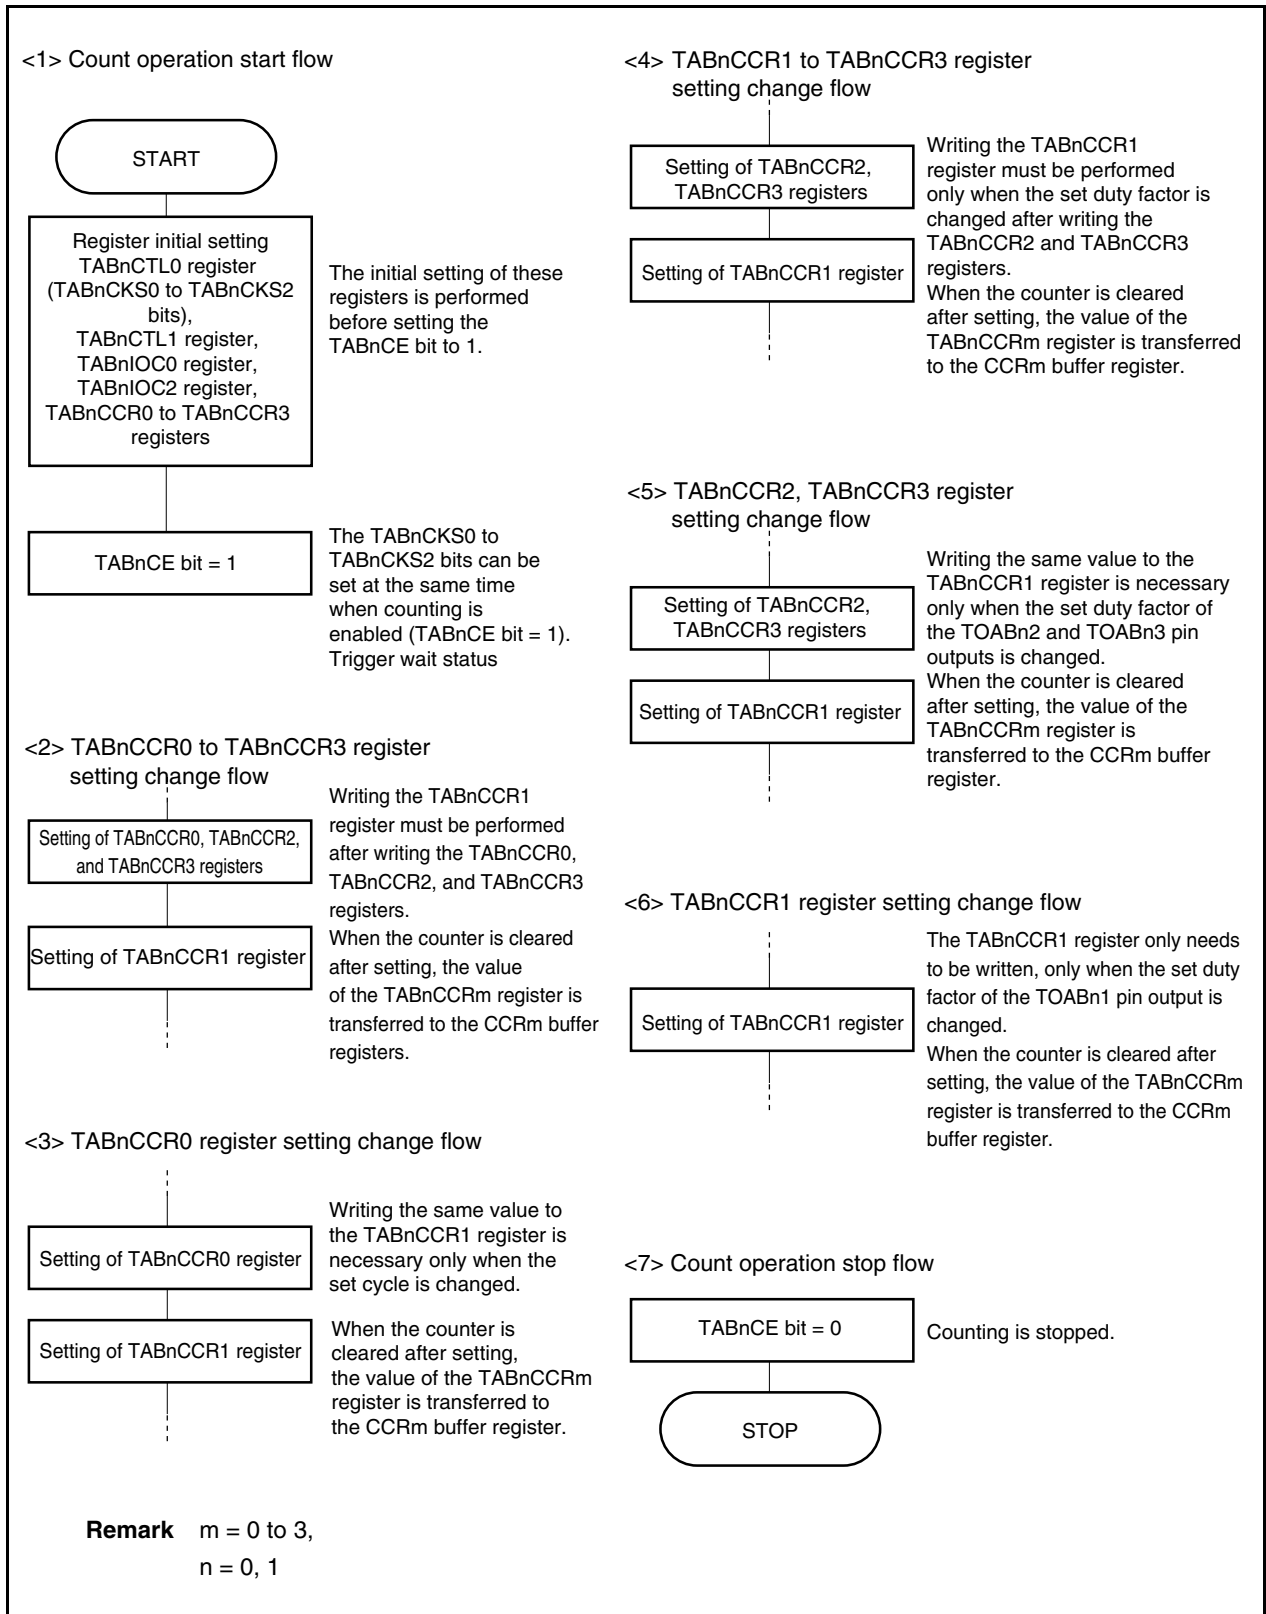 <1> Count operation start flow
START
Register initial setting
TABnCTL0 register
(TABnCKS0 to TABnCKS2
bits),
TABnCTL1 register,
TABnIOC0 register,
TABnIOC2 register,
TABnCCR0 to TABnCCR3
registers
The initial setting of these
registers is performed
before setting the
TABnCE bit to 1.
TABnCE bit = 1
The TABnCKS0 to
TABnCKS2 bits can be
set at the same time
when counting is
enabled (TABnCE bit = 1).
Trigger wait status
<2> TABnCCR0 to TABnCCR3 register
setting change flow
Setting of TABnCCR0, TABnCCR2,
and TABnCCR3 registers
Setting of TABnCCR1 register
Writing the TABnCCR1
register must be performed
after writing the TABnCCR0,
TABnCCR2, and TABnCCR3
registers.
When the counter is cleared
after setting, the value
of the TABnCCRm register is
transferred to the CCRm buffer
registers.
<3> TABnCCR0 register setting change flow
Setting of TABnCCR0 register
Writing the same value to
the TABnCCR1 register is
necessary only when the
set cycle is changed.
Setting of TABnCCR1 register
When the counter is
cleared after setting,
the value of the TABnCCRm
register is transferred to
the CCRm buffer register.
<4> TABnCCR1 to TABnCCR3 register
setting change flow
Setting of TABnCCR2,
TABnCCR3 registers
Setting of TABnCCR1 register
Writing the TABnCCR1
register must be performed
only when the set duty factor is
changed after writing the
TABnCCR2 and TABnCCR3
registers.
When the counter is cleared
after setting, the value of the
TABnCCRm register is transferred
to the CCRm buffer register.
<5> TABnCCR2, TABnCCR3 register
setting change flow
Setting of TABnCCR2,
TABnCCR3 registers
Setting of TABnCCR1 register
Writing the same value to the
TABnCCR1 register is necessary
only when the set duty factor of
the TOABn2 and TOABn3 pin
outputs is changed.
When the counter is cleared
after setting, the value of the
TABnCCRm register is
transferred to the CCRm buffer
register.
<6> TABnCCR1 register setting change flow
Setting of TABnCCR1 register
The TABnCCR1 register only needs
to be written, only when the set duty
factor of the TOABn1 pin output is
changed.
When the counter is cleared after
setting, the value of the TABnCCRm
register is transferred to the CCRm
buffer register.
<7> Count operation stop flow
TABnCE bit = 0
Counting is stopped.
STOP
Remark m = 0 to 3,
n = 0, 1